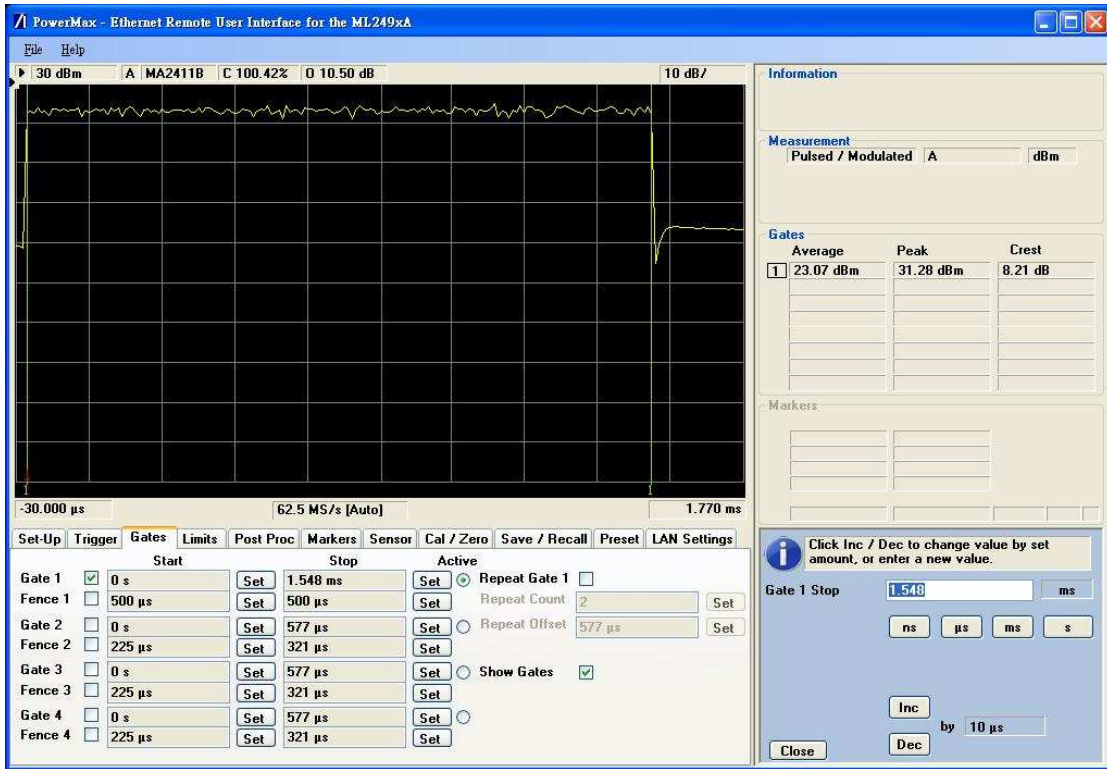 PowerMax - Ethernet Remote User Interface for the ML249xA
File Help
30 dBm A MA2411B C 100.42% O 10.50 dB 10 dB/
1 1
-30.000 µs 62.5 MS/s [Auto] 1.770 ms
Set-Up Trigger Gates Limits Post Proc Markers Sensor Cal / Zero Save / Recall Preset LAN Settings
Start Stop Active
Gate 1 0 s Set 1.548 ms Set Repeat Gate 1
Fence 1 500 µs Set 500 µs Set Repeat Count 2 Set
Gate 2 0 s Set 577 µs Set Repeat Offset 577 µs Set
Fence 2 225 µs Set 321 µs Set
Gate 3 0 s Set 577 µs Set Show Gates
Fence 3 225 µs Set 321 µs Set
Gate 4 0 s Set 577 µs Set
Fence 4 225 µs Set 321 µs Set
Information
Measurement
Pulsed / Modulated A dBm
Gates
Average Peak Crest
1 23.07 dBm 31.28 dBm 8.21 dB
Markers
Click Inc / Dec to change value by set
amount, or enter a new value.
Gate 1 Stop 1.548 ms
ns µs ms s
Inc
by 10 µs
Dec
Close